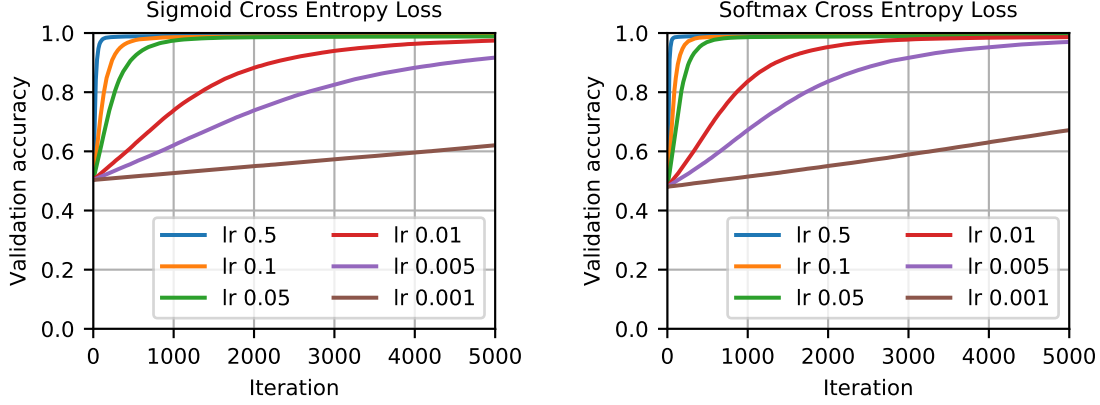 Sigmoid Cross Entropy Loss
Validation accuracy
1.0
0.8
0.6
0.4
0.2
0.0
lr 0.5
lr 0.1
lr 0.05
lr 0.01
lr 0.005
lr 0.001
0 1000 2000 3000 4000 5000
Iteration
Softmax Cross Entropy Loss
Validation accuracy
1.0
0.8
0.6
0.4
0.2
0.0
lr 0.5
lr 0.1
lr 0.05
lr 0.01
lr 0.005
lr 0.001
0 1000 2000 3000 4000 5000
Iteration